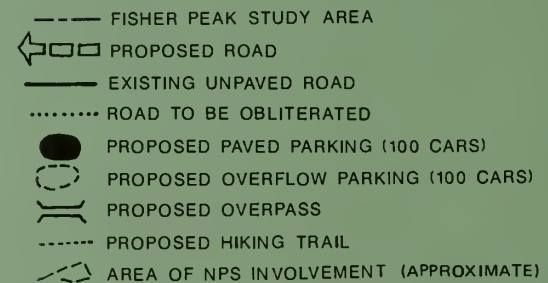 FISHER PEAK STUDY AREA
PROPOSED ROAD
EXISTING UNPAVED ROAD
ROAD TO BE OBLITERATED
PROPOSED PAVED PARKING (100 CARS)
PROPOSED OVERFLOW PARKING (100 CARS)
PROPOSED OVERPASS
PROPOSED HIKING TRAIL
AREA OF NPS INVOLVEMENT (APPROXIMATE)